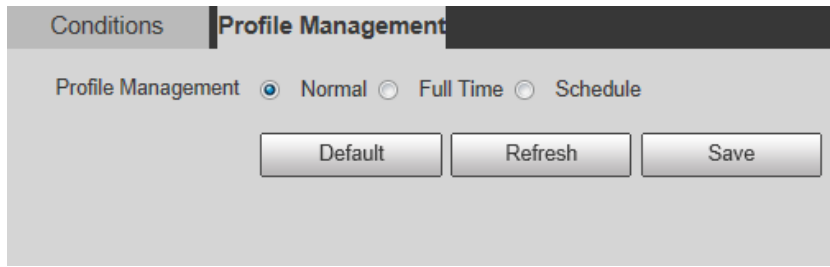 Conditions Profile Management
Profile Management Normal Full Time Schedule
Default Refresh Save